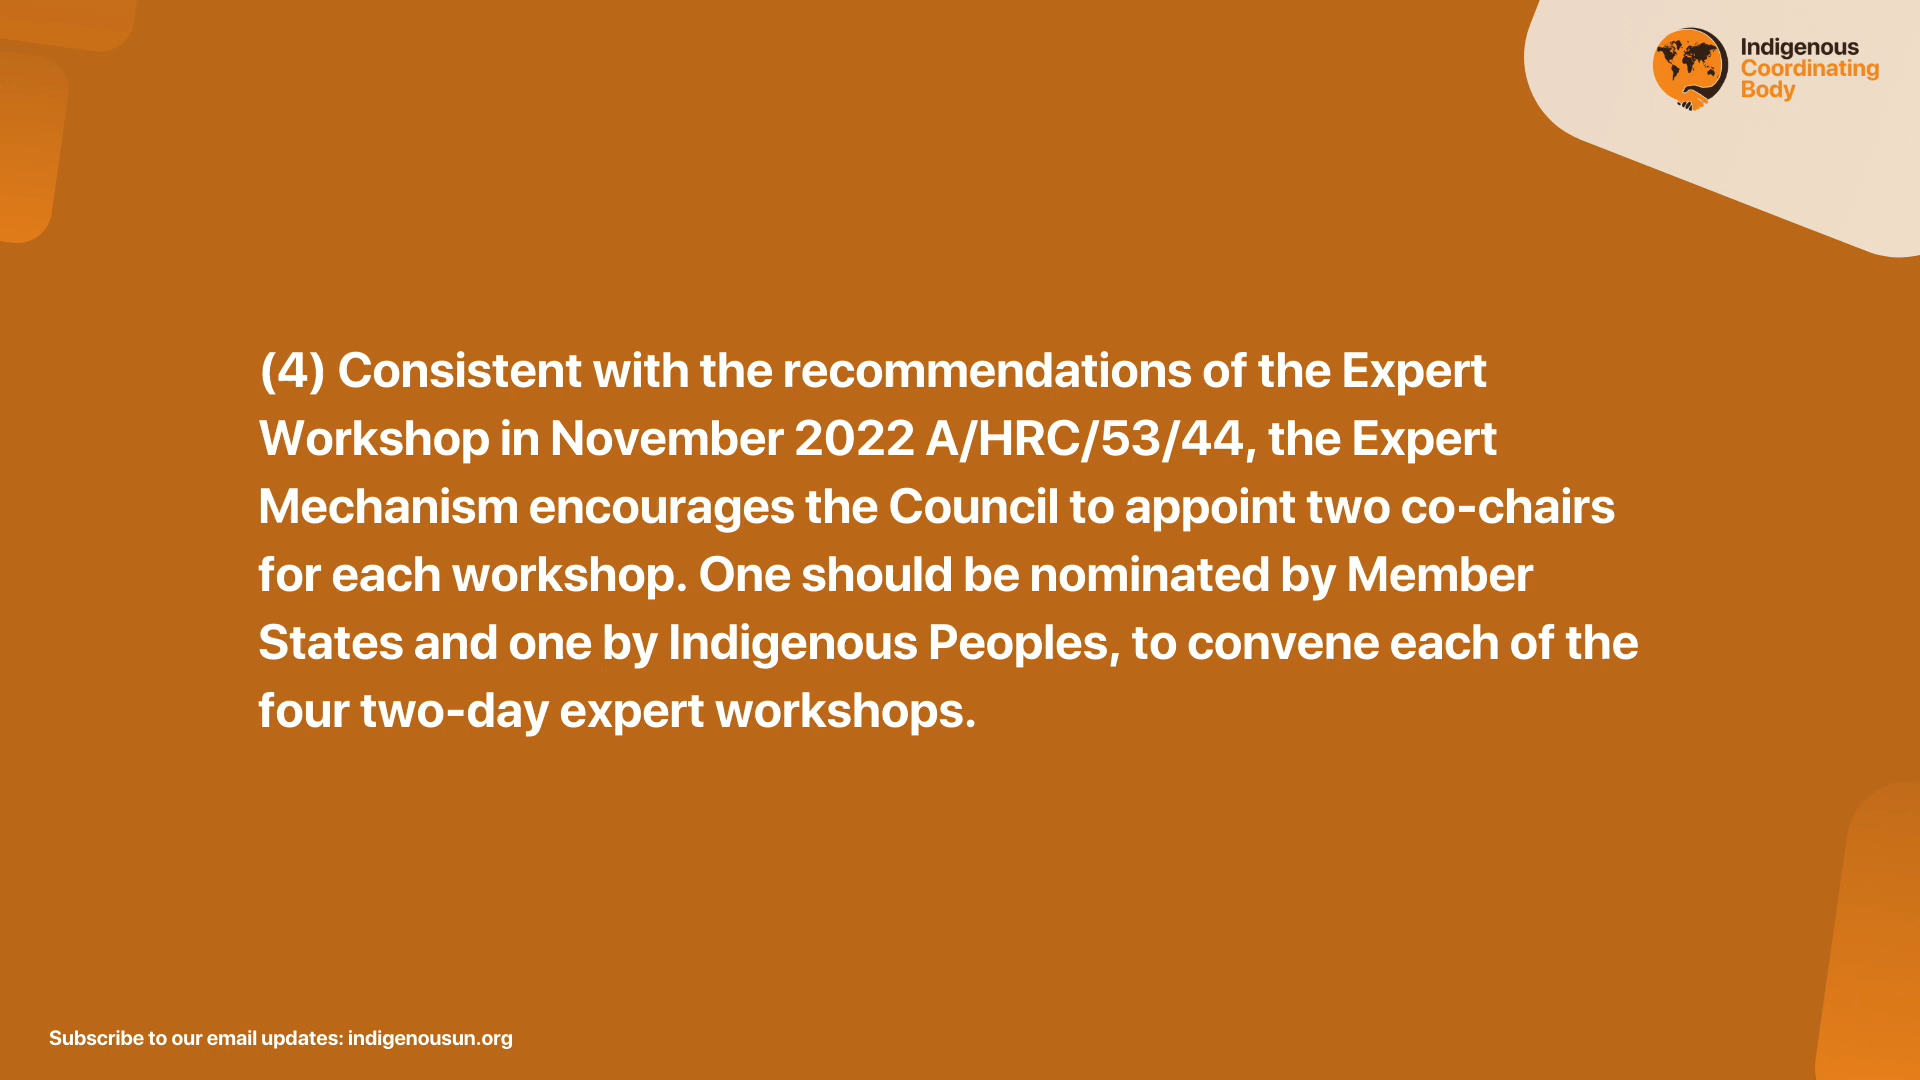 Indigenous
Coordinating
Body
(4) Consistent with the recommendations of the Expert
Workshop in November 2022 A/HRC/53/44, the Expert
Mechanism encourages the Council to appoint two co-chairs
for each workshop. One should be nominated by Member
States and one by Indigenous Peoples, to convene each of the
four two-day expert workshops.
Subscribe to our email updates: indigenousun.org